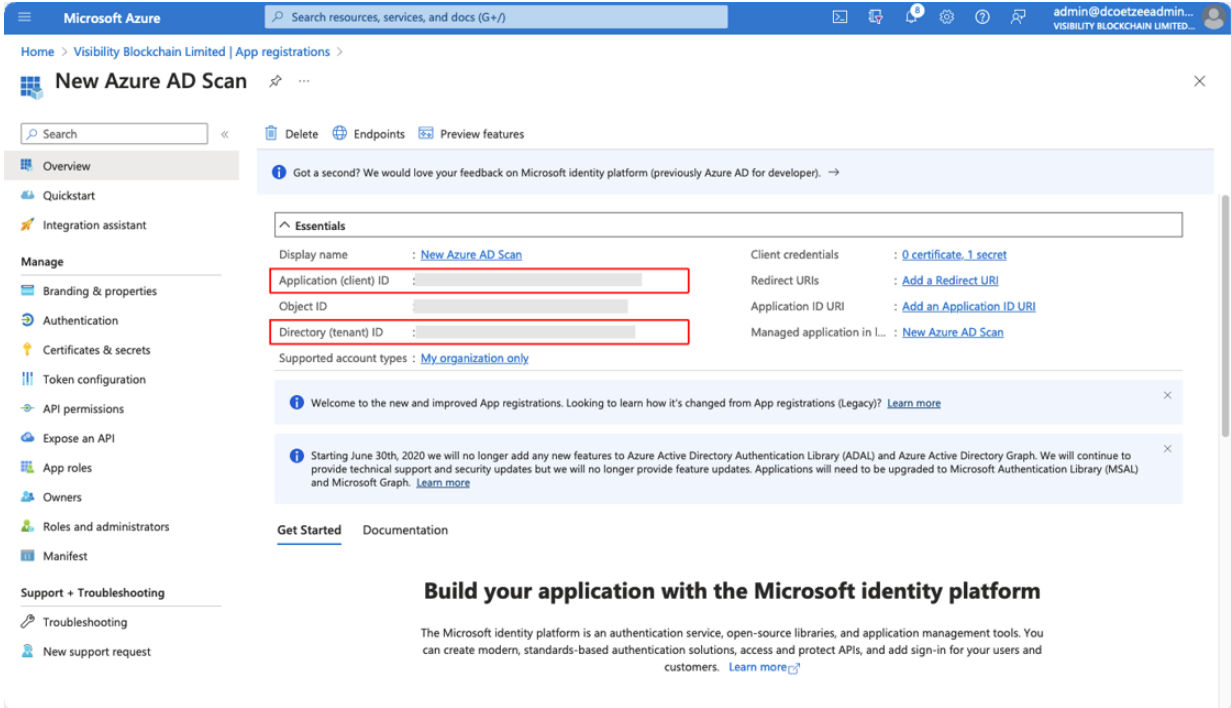 Microsoft Azure
Search resources, services, and docs (G+/)
8
admin@dcoetzeeadmin...
VISIBILITY BLOCKCHAIN LIMITED...
Home > Visibility Blockchain Limited | App registrations >
New Azure AD Scan
...
Search
«
Delete
Endpoints
Preview features
Overview
Quickstart
Integration assistant
Manage
Branding & properties
Authentication
Certificates & secrets
Token configuration
API permissions
Expose an API
App roles
Owners
Roles and administrators
Manifest
Support + Troubleshooting
Troubleshooting
New support request
Got a second? We would love your feedback on Microsoft identity platform (previously Azure AD for developer). →
Essentials
Display name : New Azure AD Scan
Application (client) ID :
Object ID :
Directory (tenant) ID :
Supported account types : My organization only
Client credentials : 0 certificate, 1 secret
Redirect URIs : Add a Redirect URI
Application ID URI : Add an Application ID URI
Managed application in l... : New Azure AD Scan
Welcome to the new and improved App registrations. Looking to learn how it's changed from App registrations (Legacy)? Learn more
Starting June 30th, 2020 we will no longer add any new features to Azure Active Directory Authentication Library (ADAL) and Azure Active Directory Graph. We will continue to
provide technical support and security updates but we will no longer provide feature updates. Applications will need to be upgraded to Microsoft Authentication Library (MSAL)
and Microsoft Graph. Learn more
Get Started
Documentation
Build your application with the Microsoft identity platform
The Microsoft identity platform is an authentication service, open-source libraries, and application management tools. You
can create modern, standards-based authentication solutions, access and protect APIs, and add sign-in for your users and
customers. Learn more